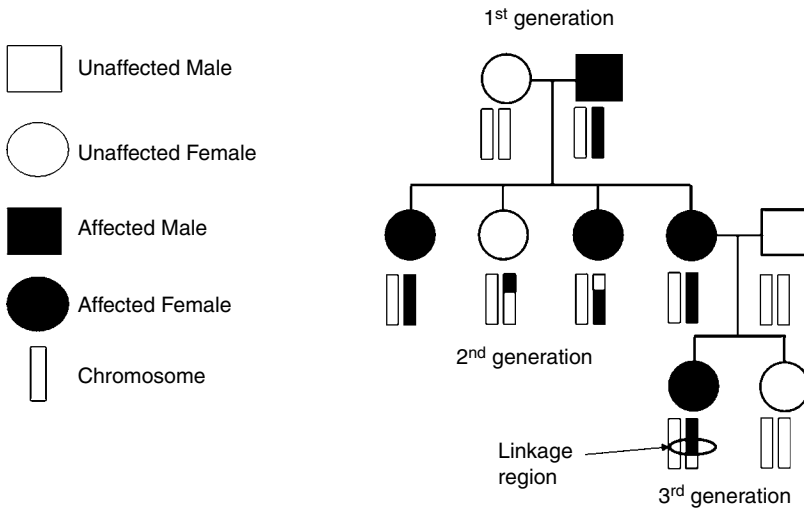 1st generation
Unaffected Male
Unaffected Female
Affected Male
Affected Female
Chromosome
2nd generation
Linkage
region
3rd generation